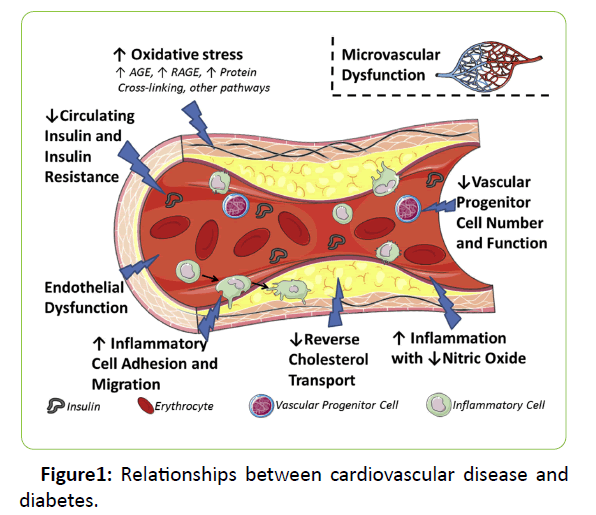 ↑ Oxidative stress
↑ AGE, ↑ RAGE, ↑ Protein
Cross-linking, other pathways
Microvascular
Dysfunction
↓Circulating
Insulin and
Insulin
Resistance
↓Vascular
Progenitor
Cell Number
and Function
Endothelial
Dysfunction
↑ Inflammatory
Cell Adhesion and
Migration
↓Reverse
Cholesterol
Transport
↑ Inflammation
with ↓Nitric Oxide
Insulin
Erythrocyte
Vascular Progenitor Cell
Inflammatory Cell
Figure1: Relationships between cardiovascular disease and
diabetes.